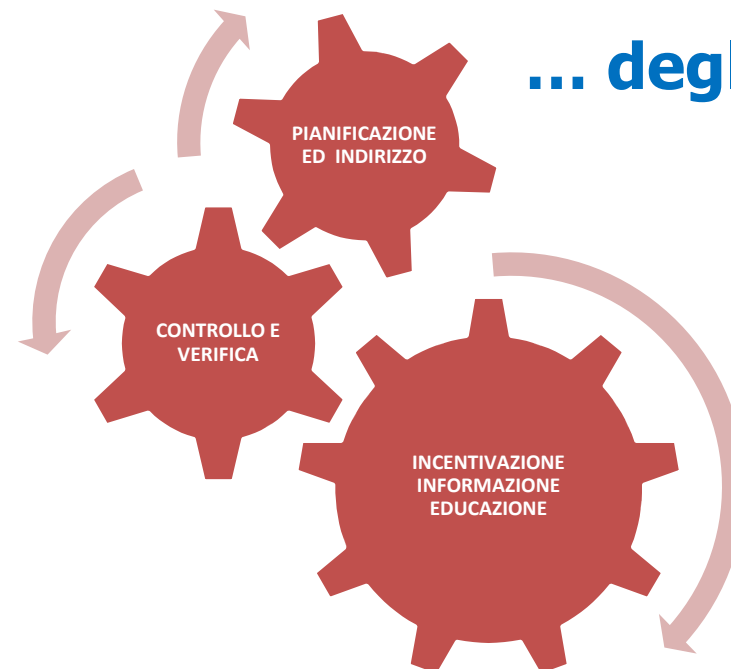 ... degl
PIANIFICAZIONE
ED INDIRIZZO
CONTROLLO E
VERIFICA
INCENTIVAZIONE
INFORMAZIONE
EDUCAZIONE